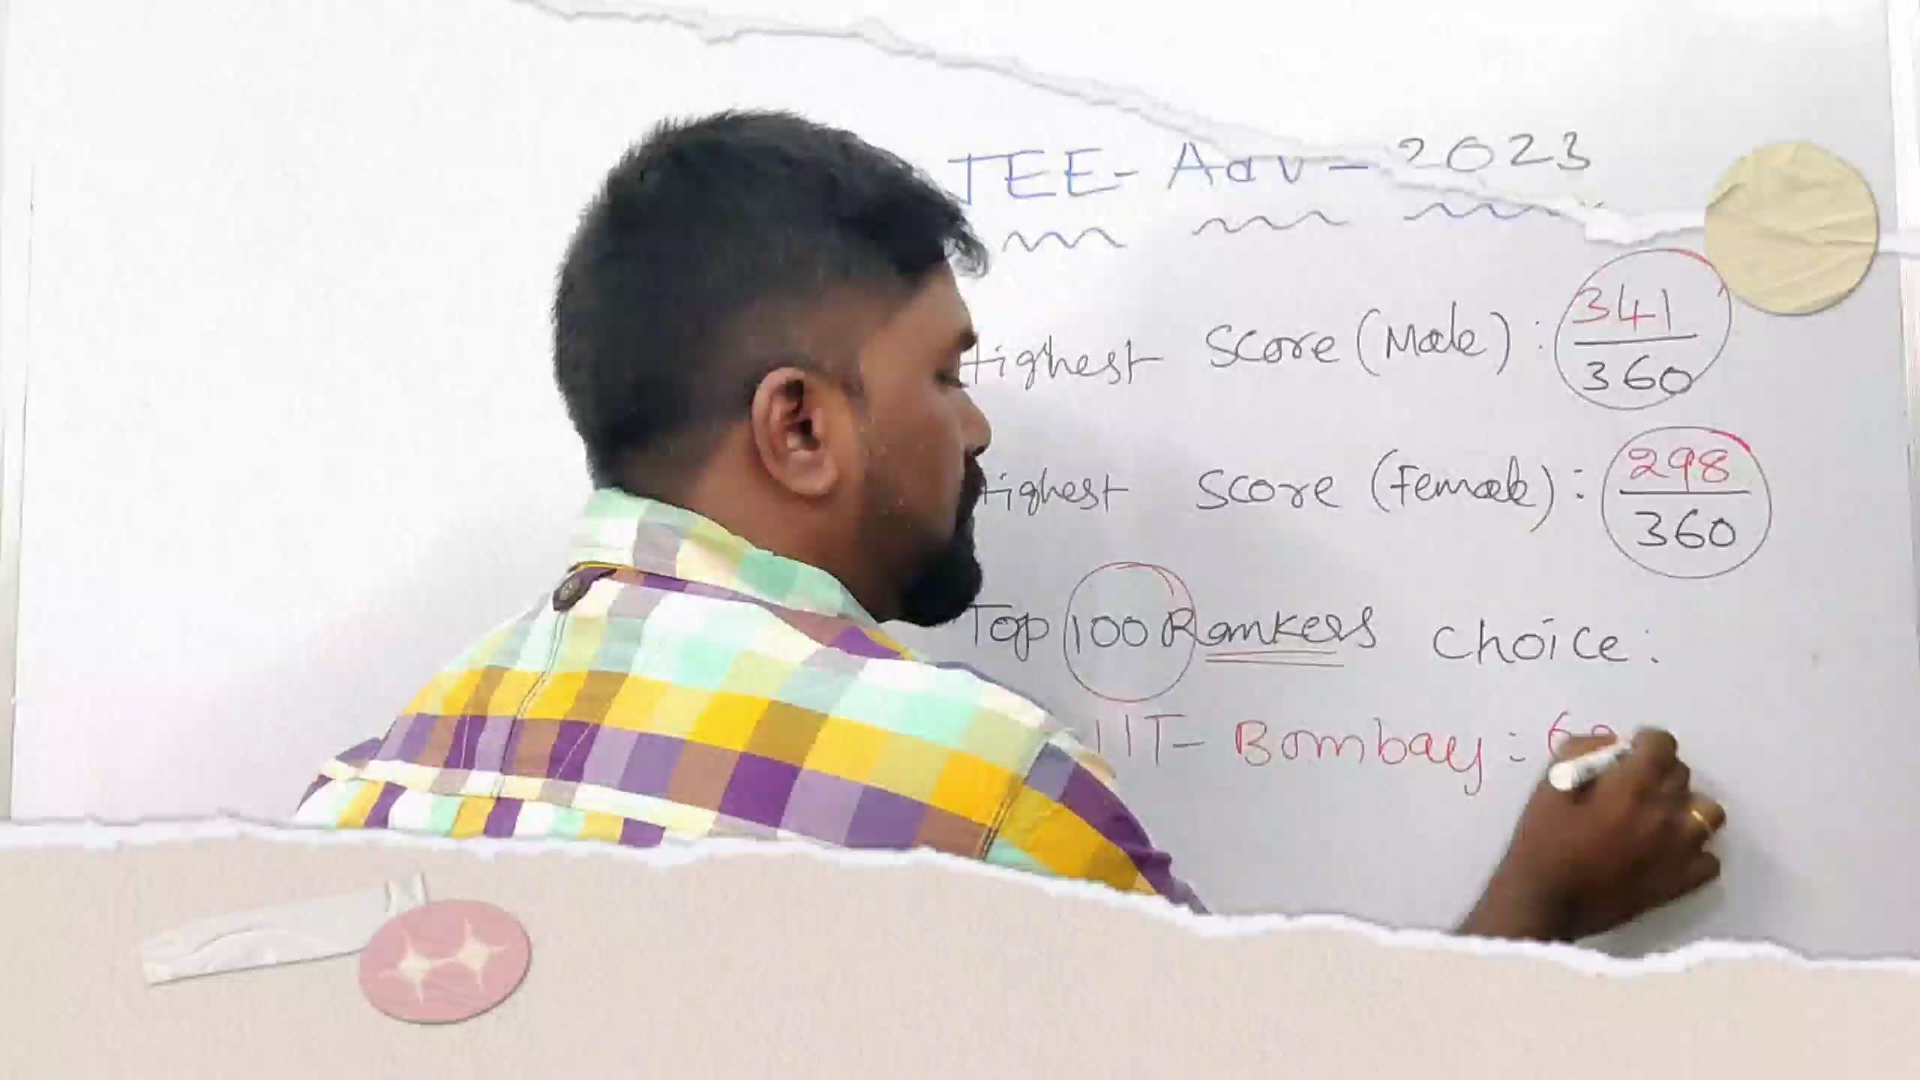 JEE- Adv - 2023
Highest Score (Male) : 341/360
Highest Score (Female) : 298/360
Top 100 Rankers choice :
IIT- Bombay :